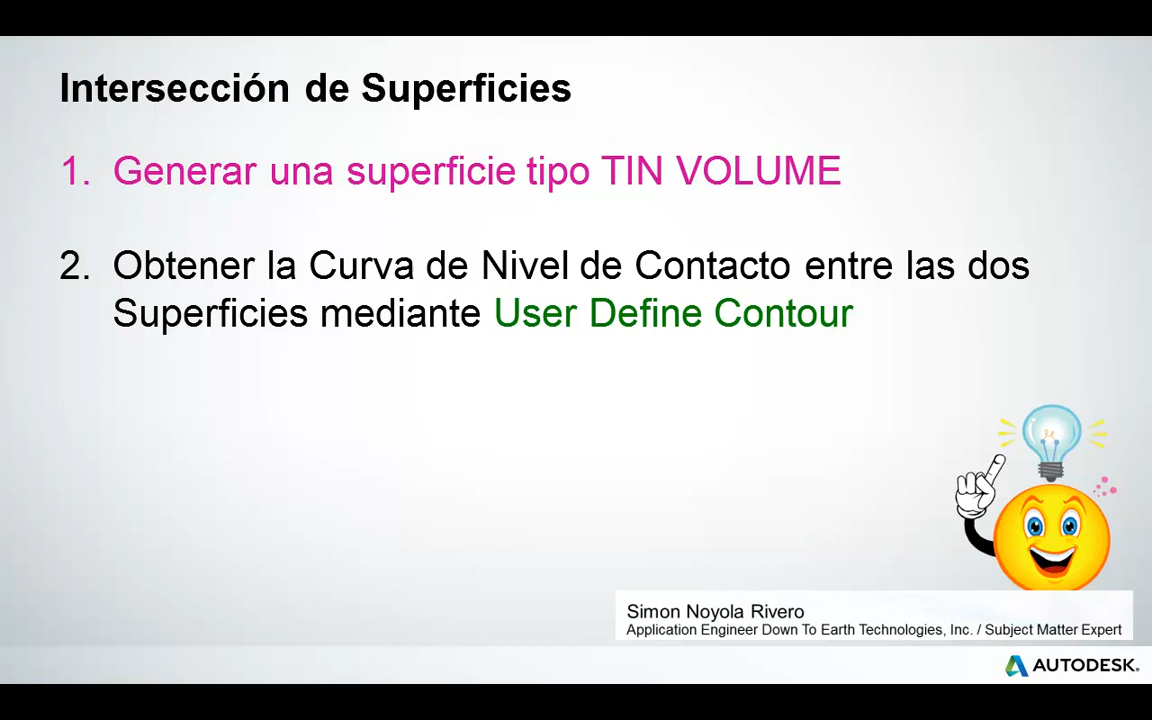 Intersección de Superficies
1. Generar una superficie tipo TIN VOLUME
2. Obtener la Curva de Nivel de Contacto entre las dos
Superficies mediante User Define Contour
Simon Noyola Rivero
Application Engineer Down To Earth Technologies, Inc. / Subject Matter Expert
AUTODESK.